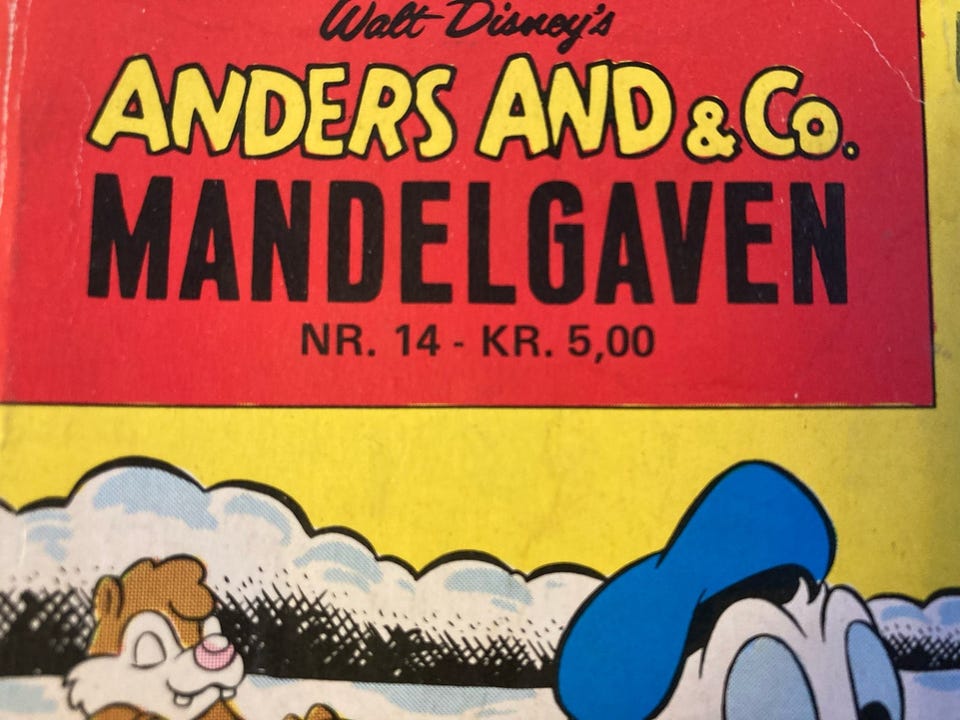 Walt Disney's
ANDERS AND & Co.
MANDELGAVEN
NR. 14 - KR. 5,00